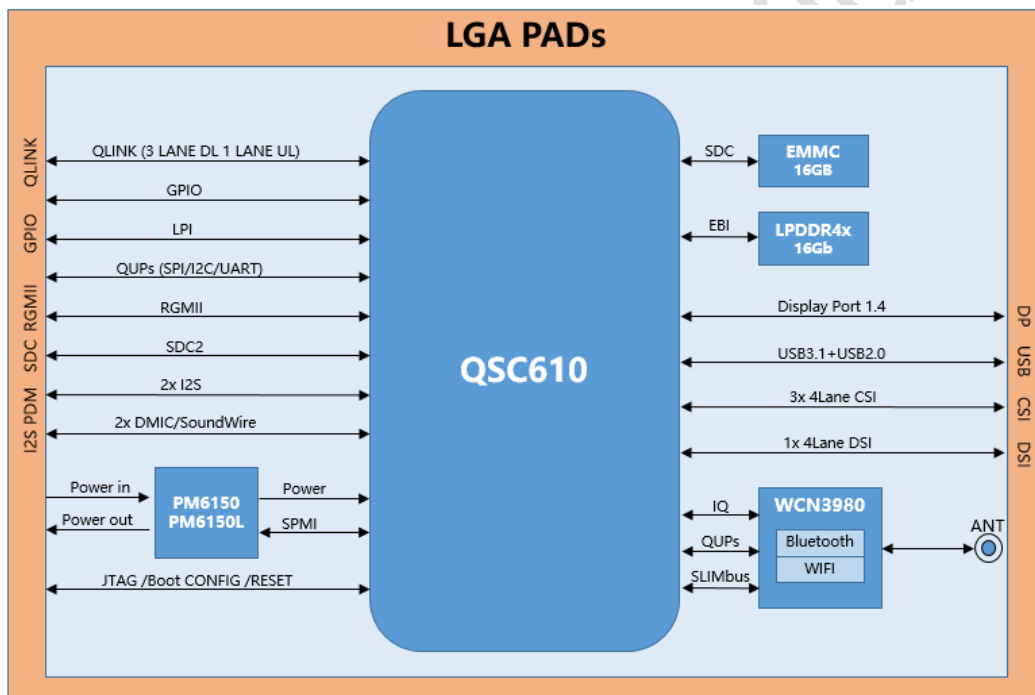 LGA PADs
QLINK
GPIO
RGMII
SDC
I2S PDM
QLINK (3 LANE DL 1 LANE UL)
GPIO
LPI
QUPs (SPI/I2C/UART)
RGMII
SDC2
2x I2S
2x DMIC/SoundWire
Power in
Power out
PM6150
PM6150L
Power
SPMI
JTAG /Boot CONFIG /RESET
QSC610
SDC
EMMC
16GB
EBI
LPDDR4x
16Gb
Display Port 1.4
USB3.1+USB2.0
3x 4Lane CSI
1x 4Lane DSI
DP
USB
CSI
DSI
IQ
QUPs
SLIMbus
WCN3980
Bluetooth
WIFI
ANT